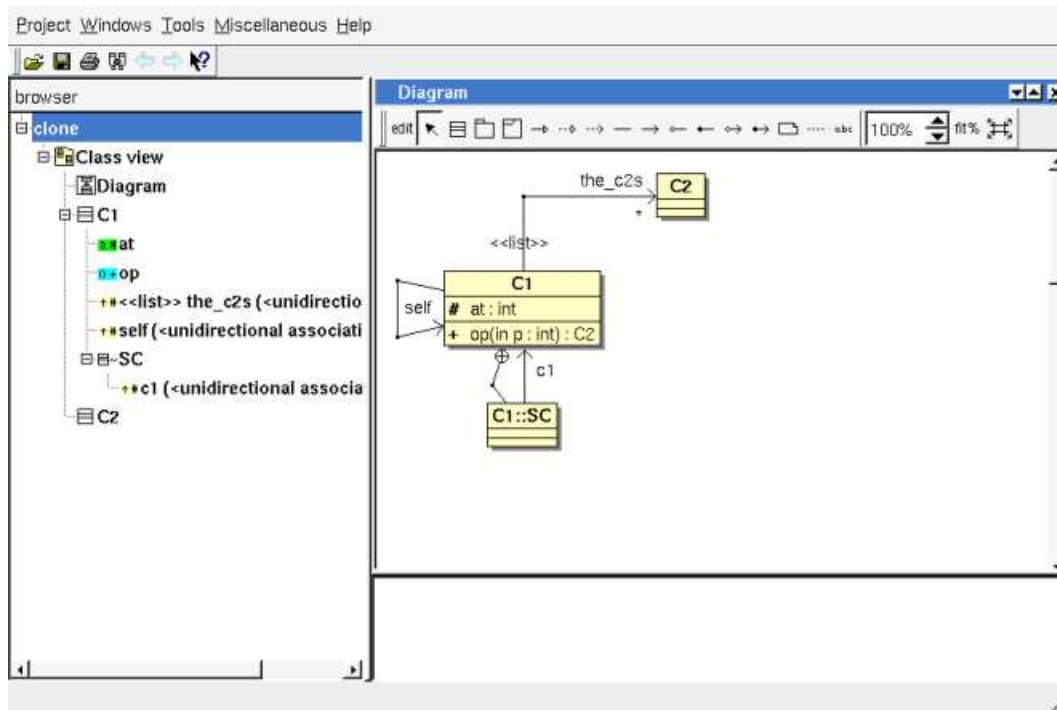 Project Windows Tools Miscellaneous Help
browser
clone
Class view
Diagram
C1
at
op
<<list>> the_c2s (<unidirectio
self (<unidirectional associati
SC
c1 (<unidirectional associa
C2
Diagram
edit abc 100% fit%
the_c2s C2
*
<<list>>
C1
self # at : int
+ op(in p : int) : C2
c1
C1::SC